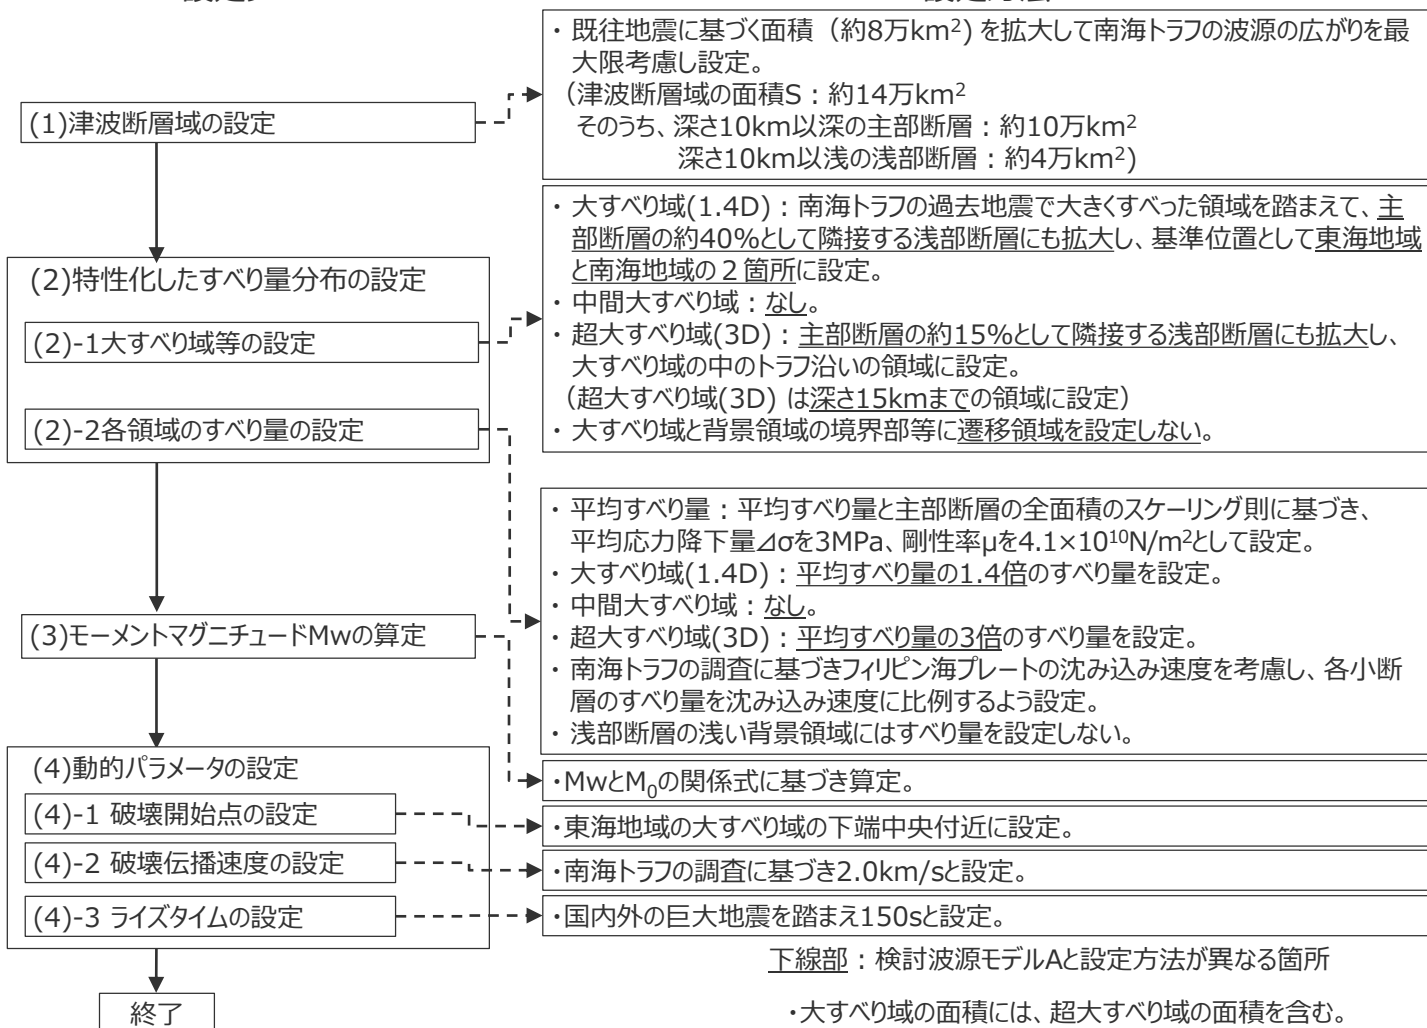 ・既往地震に基づく面積（約8万km²) を拡大して南海トラフの波源の広がりを最
大限考慮し設定。
（津波断層域の面積S：約14万km²
そのうち、深さ10km以深の主部断層：約10万km²
深さ10km以浅の浅部断層：約4万km²)
(1)津波断層域の設定
・大すべり域(1.4D)：南海トラフの過去地震で大きくすべった領域を踏まえて、主
部断層の約40%として隣接する浅部断層にも拡大し、基準位置として東海地域
と南海地域の２箇所に設定。
・中間大すべり域：なし。
・超大すべり域(3D)：主部断層の約15%として隣接する浅部断層にも拡大し、
大すべり域の中のトラフ沿いの領域に設定。
（超大すべり域(3D) は深さ15kmまでの領域に設定）
・大すべり域と背景領域の境界部等に遷移領域を設定しない。
(2)特性化したすべり量分布の設定
(2)-1大すべり域等の設定
(2)-2各領域のすべり量の設定
・平均すべり量：平均すべり量と主部断層の全面積のスケーリング則に基づき、
平均応力降下量⊿σを3MPa、剛性率μを4.1×10¹⁰N/m²として設定。
・大すべり域(1.4D)：平均すべり量の1.4倍のすべり量を設定。
・中間大すべり域：なし。
・超大すべり域(3D)：平均すべり量の3倍のすべり量を設定。
・南海トラフの調査に基づきフィリピン海プレートの沈み込み速度を考慮し、各小断
層のすべり量を沈み込み速度に比例するよう設定。
・浅部断層の浅い背景領域にはすべり量を設定しない。
(3)モーメントマグニチュードMwの算定
・MwとM₀の関係式に基づき算定。
(4)動的パラメータの設定
(4)-1 破壊開始点の設定
・東海地域の大すべり域の下端中央付近に設定。
(4)-2 破壊伝播速度の設定
・南海トラフの調査に基づき2.0km/sと設定。
(4)-3 ライズタイムの設定
・国内外の巨大地震を踏まえ150sと設定。
下線部：検討波源モデルAと設定方法が異なる箇所
終了
・大すべり域の面積には、超大すべり域の面積を含む。